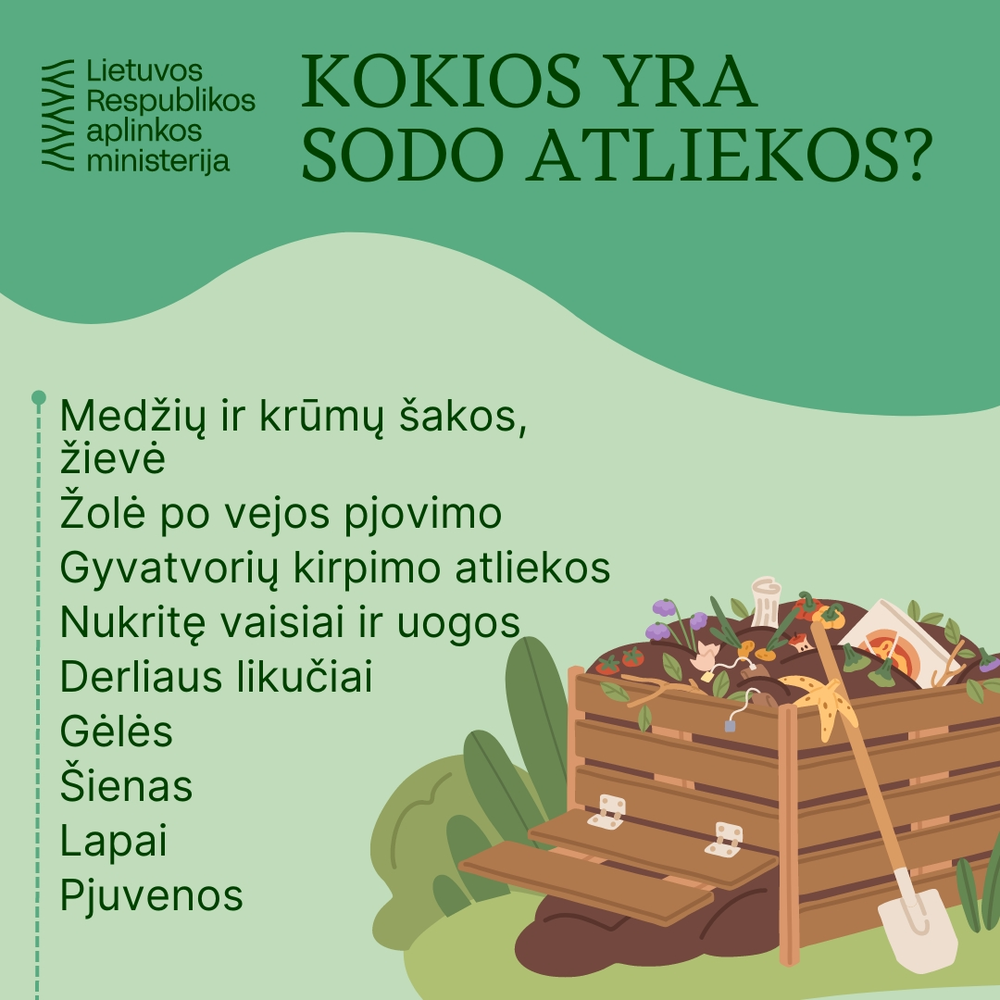 Lietuvos
Respublikos
aplinkos
ministerija
KOKIOS YRA
SODO ATLIEKOS?
Medžių ir krūmų šakos,
žievė
Žolė po vejos pjovimo
Gyvatvorių kirpimo atliekos
Nukritę vaisiai ir uogos
Derliaus likučiai
Gėlės
Šienas
Lapai
Pjuvenos